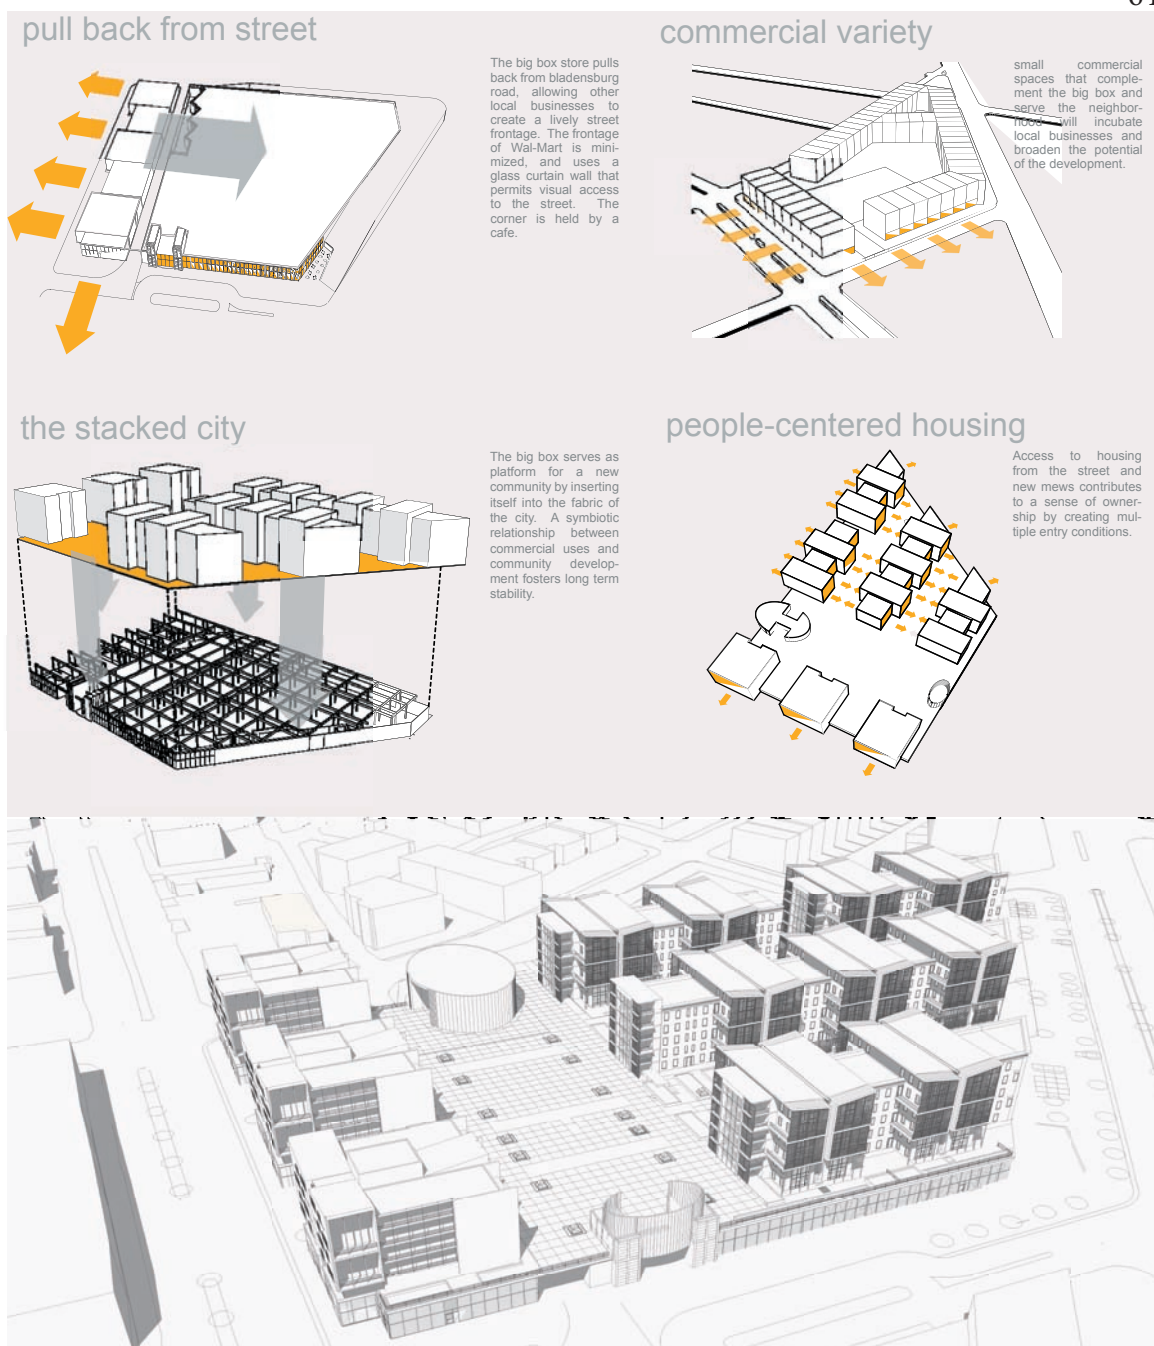 pull back from street
The big box store pulls
back from bladensburg
road, allowing other
local businesses to
create a lively street
frontage. The frontage
of Wal-Mart is mini-
mized, and uses a
glass curtain wall that
permits visual access
to the street. The
corner is held by a
cafe.
commercial variety
small commercial
spaces that comple-
ment the big box and
serve the neighbor-
hood will incubate
local businesses and
broaden the potential
of the development.
the stacked city
The big box serves as
platform for a new
community by inserting
itself into the fabric of
the city. A symbiotic
relationship between
commercial uses and
community develop-
ment fosters long term
stability.
people-centered housing
Access to housing
from the street and
new mews contributes
to a sense of owner-
ship by creating mul-
tiple entry conditions.